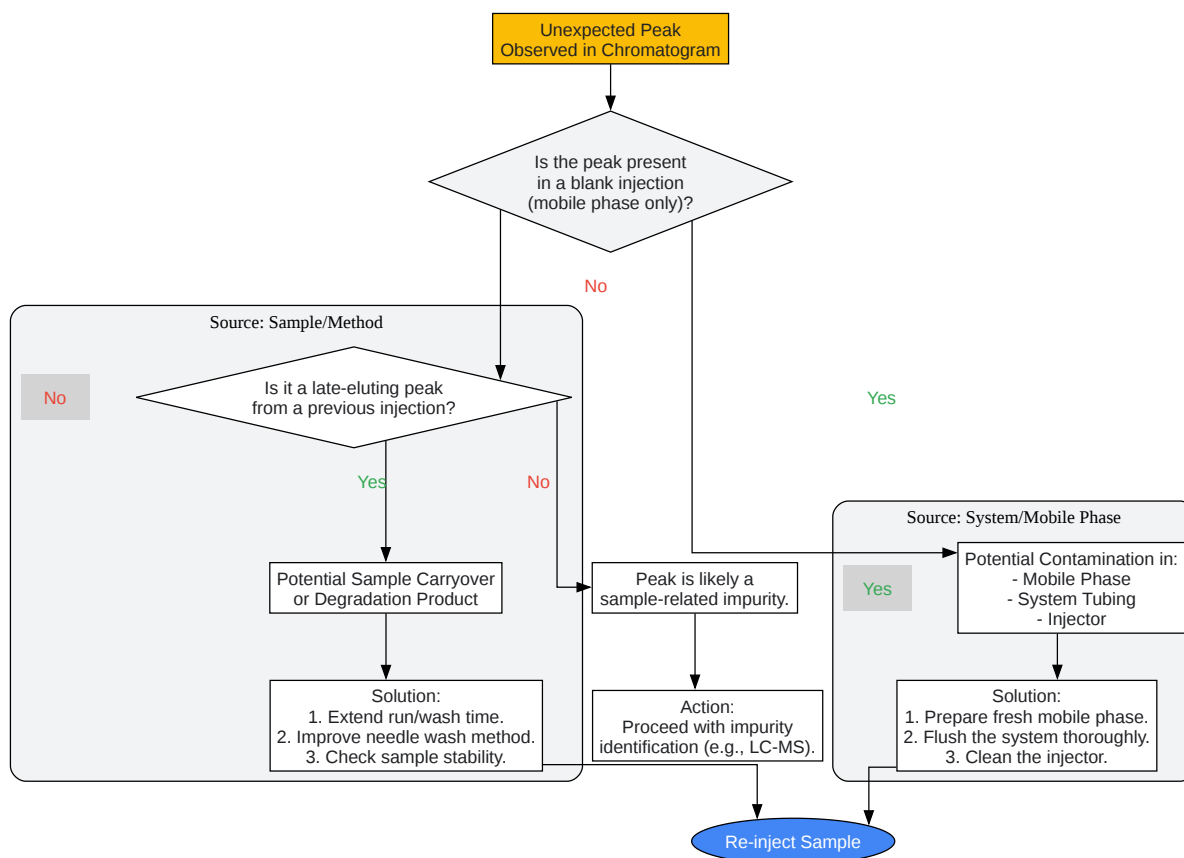 Unexpected Peak
Observed in Chromatogram
Is the peak present
in a blank injection
(mobile phase only)?
No
Source: Sample/Method
Is it a late-eluting peak
from a previous injection?
No
Yes
Yes
No
Source: System/Mobile Phase
Potential Contamination in:
- Mobile Phase
- System Tubing
- Injector
Yes
Potential Sample Carryover
or Degradation Product
Peak is likely a
sample-related impurity.
Solution:
1. Extend run/wash time.
2. Improve needle wash method.
3. Check sample stability.
Action:
Proceed with impurity
identification (e.g., LC-MS).
Solution:
1. Prepare fresh mobile phase.
2. Flush the system thoroughly.
3. Clean the injector.
Re-inject Sample